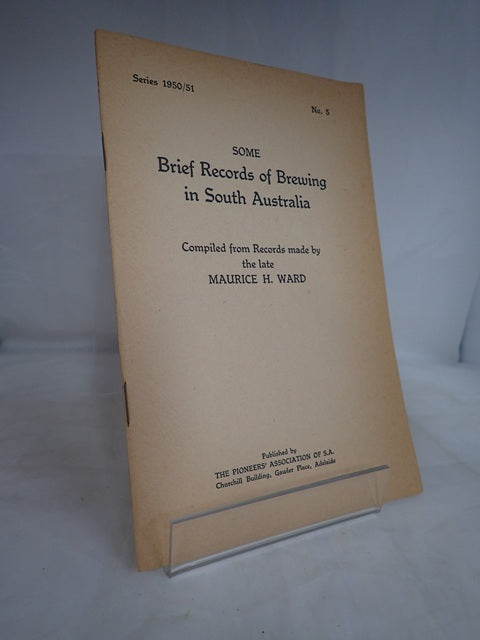 Series 1950/51
No. 5
SOME
Brief Records of Brewing
in South Australia
Compiled from Records made by
the late
MAURICE H. WARD
Published by
THE PIONEERS' ASSOCIATION OF S.A.
Churchill Building, Gawler Place, Adelaide